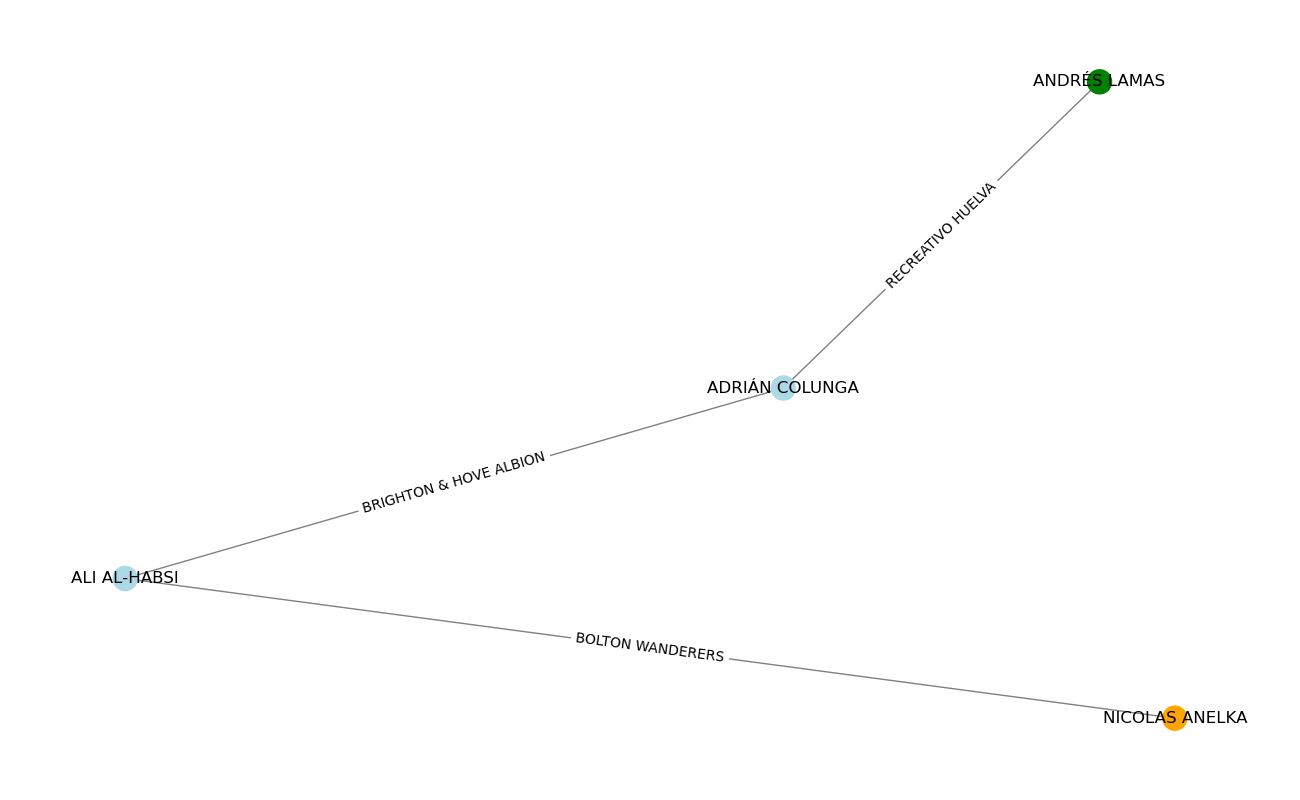 ANDRÉS LAMAS
RECREATIVO HUELVA
ADRIÁN COLUNGA
BRIGHTON & HOVE ALBION
ALI AL-HABSI
BOLTON WANDERERS
NICOLAS ANELKA